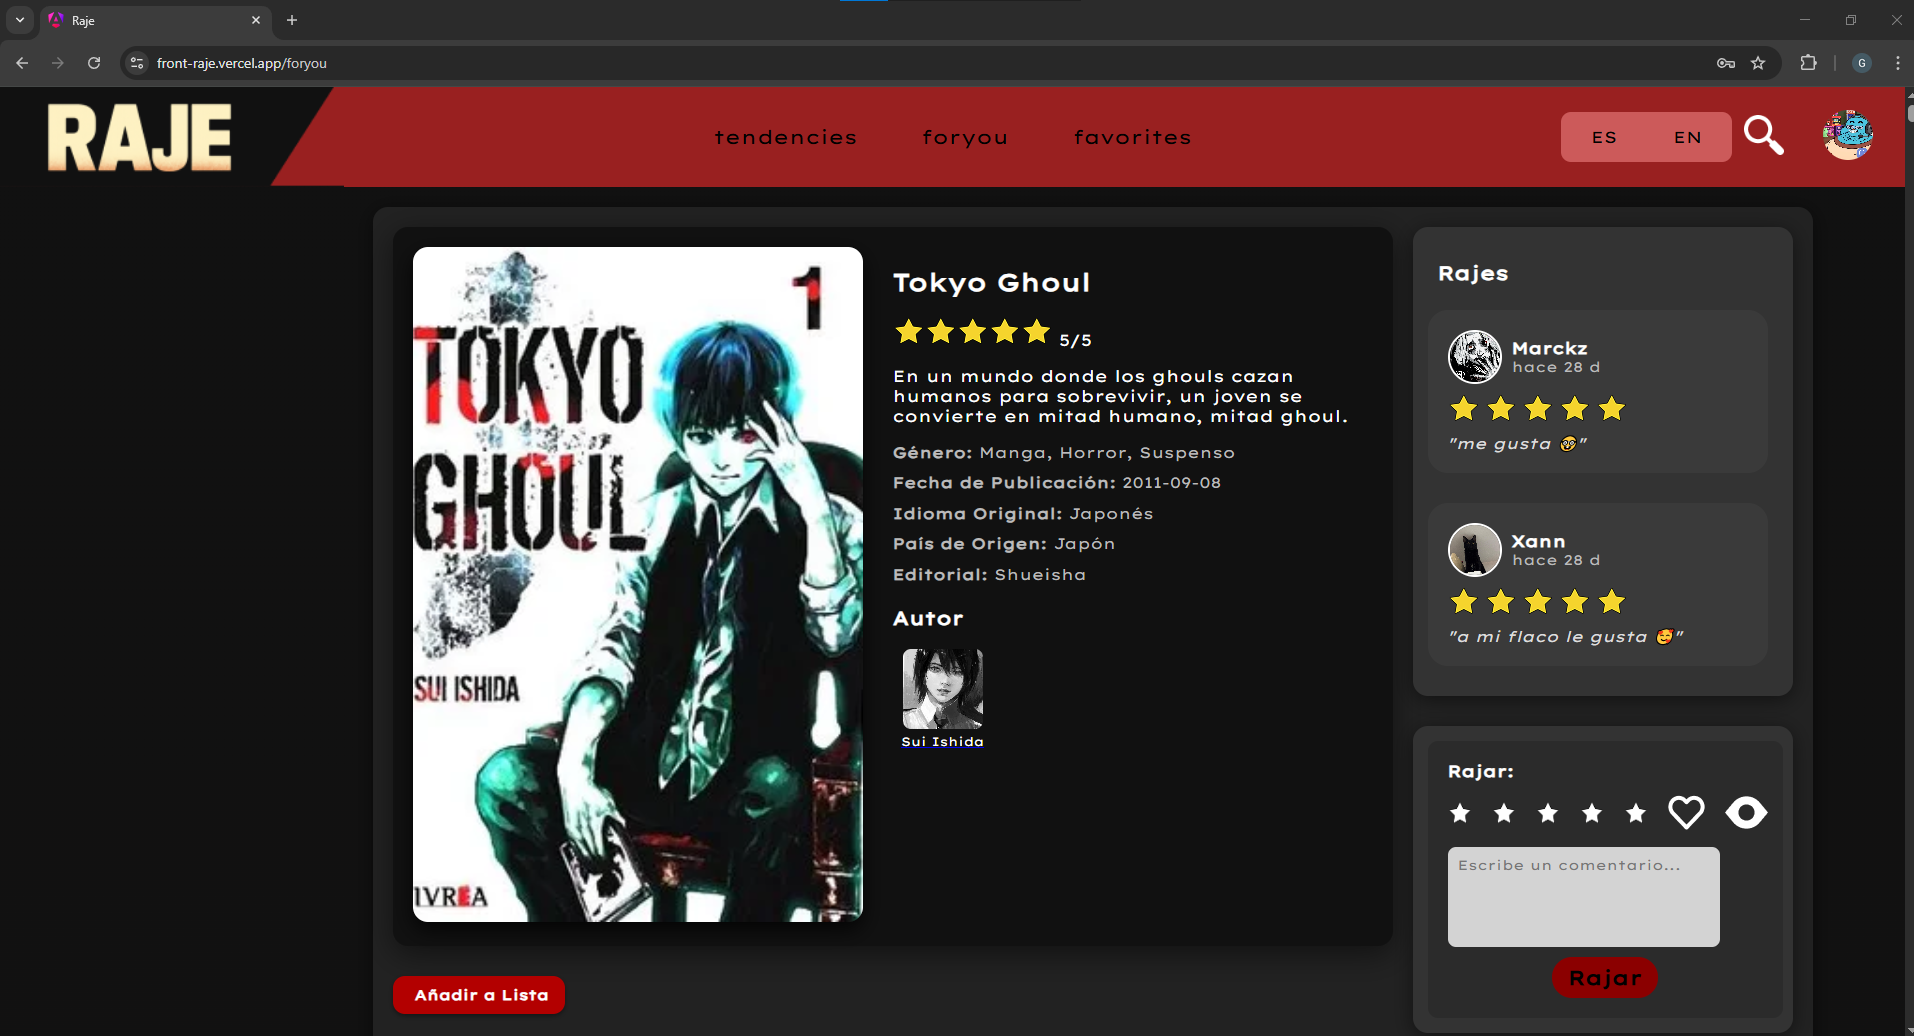 Raje
front-raje.vercel.app/foryou
G
RAJE
tendencies
foryou
favorites
ES
EN
1
TOKYO
GHOUL
SUI ISHIDA
IVREA
Tokyo Ghoul
5/5
En un mundo donde los ghouls cazan
humanos para sobrevivir, un joven se
convierte en mitad humano, mitad ghoul.
Género: Manga, Horror, Suspenso
Fecha de Publicación: 2011-09-08
Idioma Original: Japonés
País de Origen: Japón
Editorial: Shueisha
Autor
Sui Ishida
Añadir a Lista
Rajes
Marckz
hace 28 d
"me gusta 🤓"
Xann
hace 28 d
"a mi flaco le gusta 🥰"
Rajar:
Escribe un comentario...
Rajar